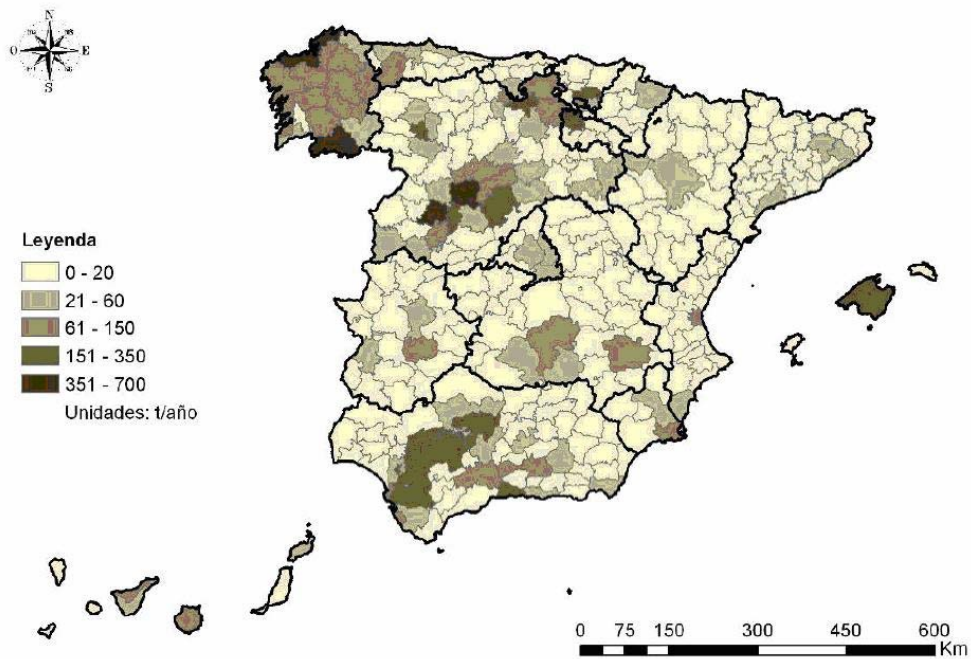 N
O E
S
Leyenda
0 - 20
21 - 60
61 - 150
151 - 350
351 - 700
Unidades: t/año
0 75 150 300 450 600
Km